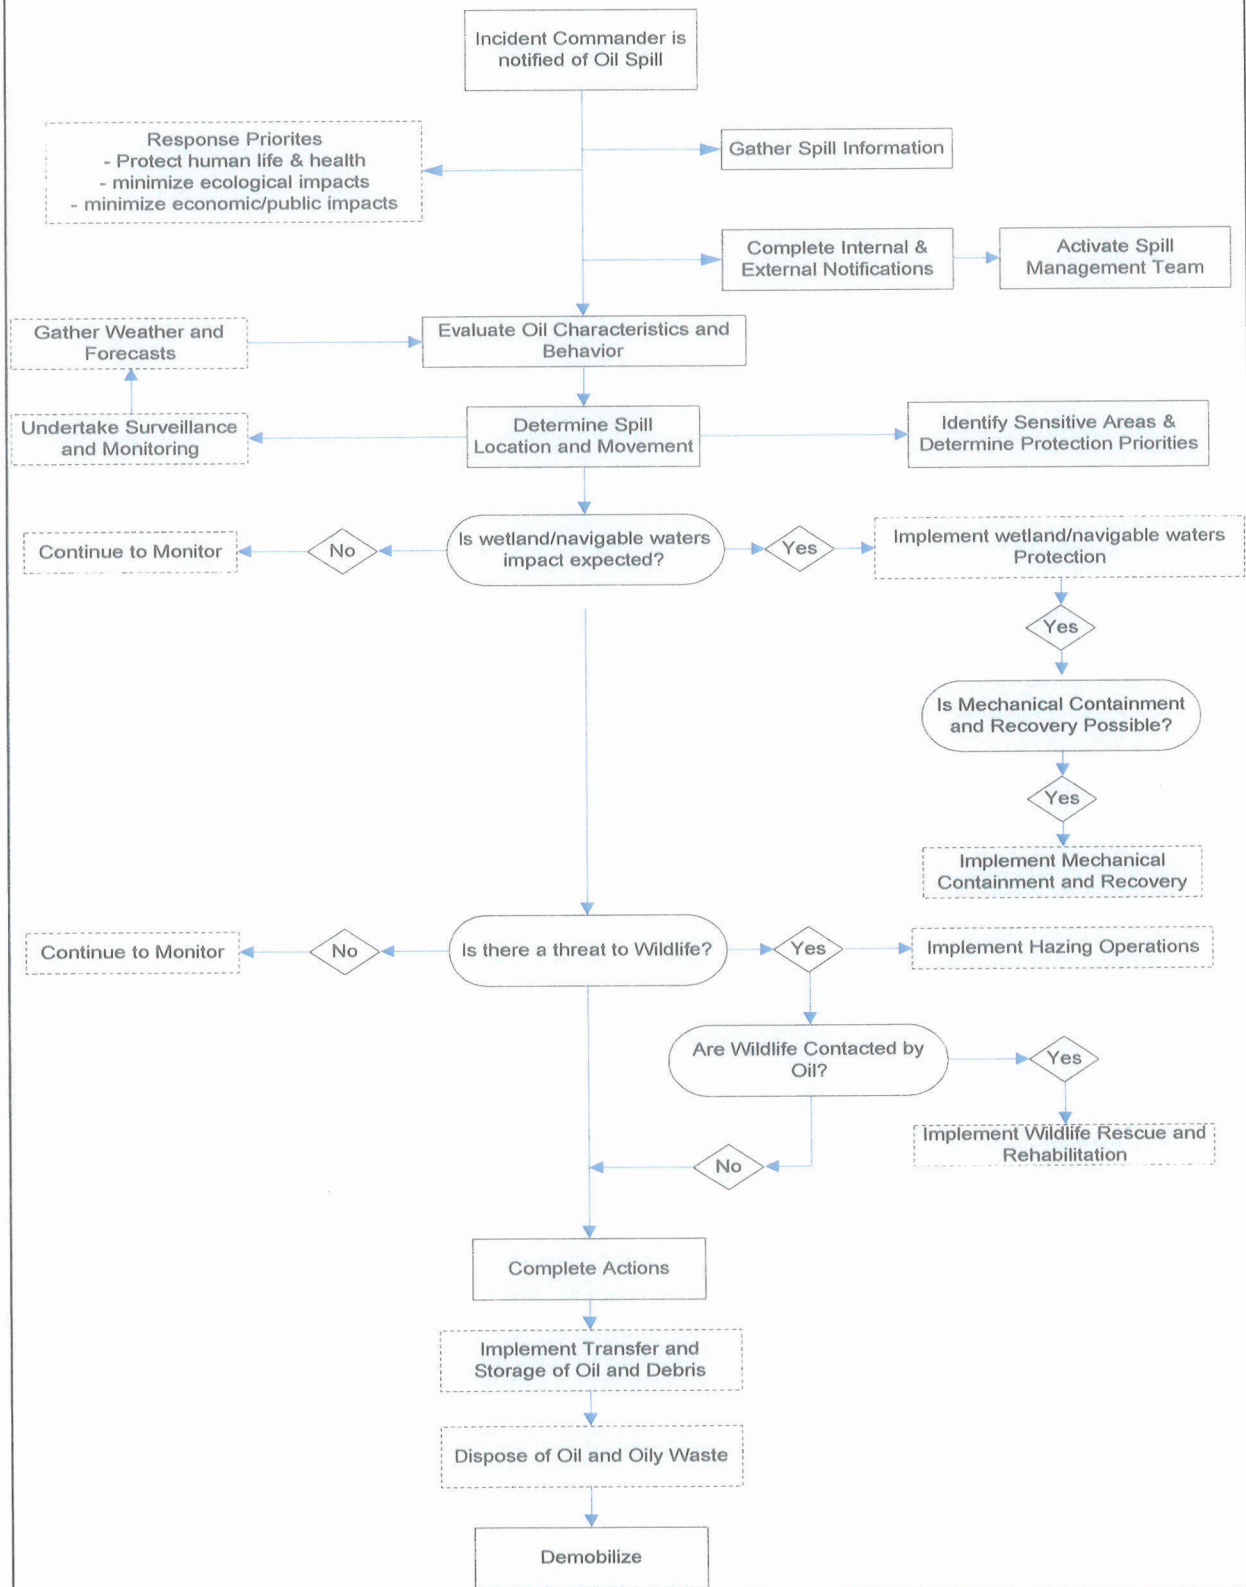 Incident Commander is
notified of Oil Spill
Response Priorites
- Protect human life & health
- minimize ecological impacts
- minimize economic/public impacts
Gather Spill Information
Complete Internal &
External Notifications
Activate Spill
Management Team
Gather Weather and
Forecasts
Evaluate Oil Characteristics and
Behavior
Undertake Surveillance
and Monitoring
Determine Spill
Location and Movement
Identify Sensitive Areas &
Determine Protection Priorities
Continue to Monitor
No
Is wetland/navigable waters
impact expected?
Yes
Implement wetland/navigable waters
Protection
Yes
Is Mechanical Containment
and Recovery Possible?
Yes
Implement Mechanical
Containment and Recovery
Continue to Monitor
No
Is there a threat to Wildlife?
Yes
Implement Hazing Operations
Are Wildlife Contacted by
Oil?
Yes
Implement Wildlife Rescue and
Rehabilitation
No
Complete Actions
Implement Transfer and
Storage of Oil and Debris
Dispose of Oil and Oily Waste
Demobilize